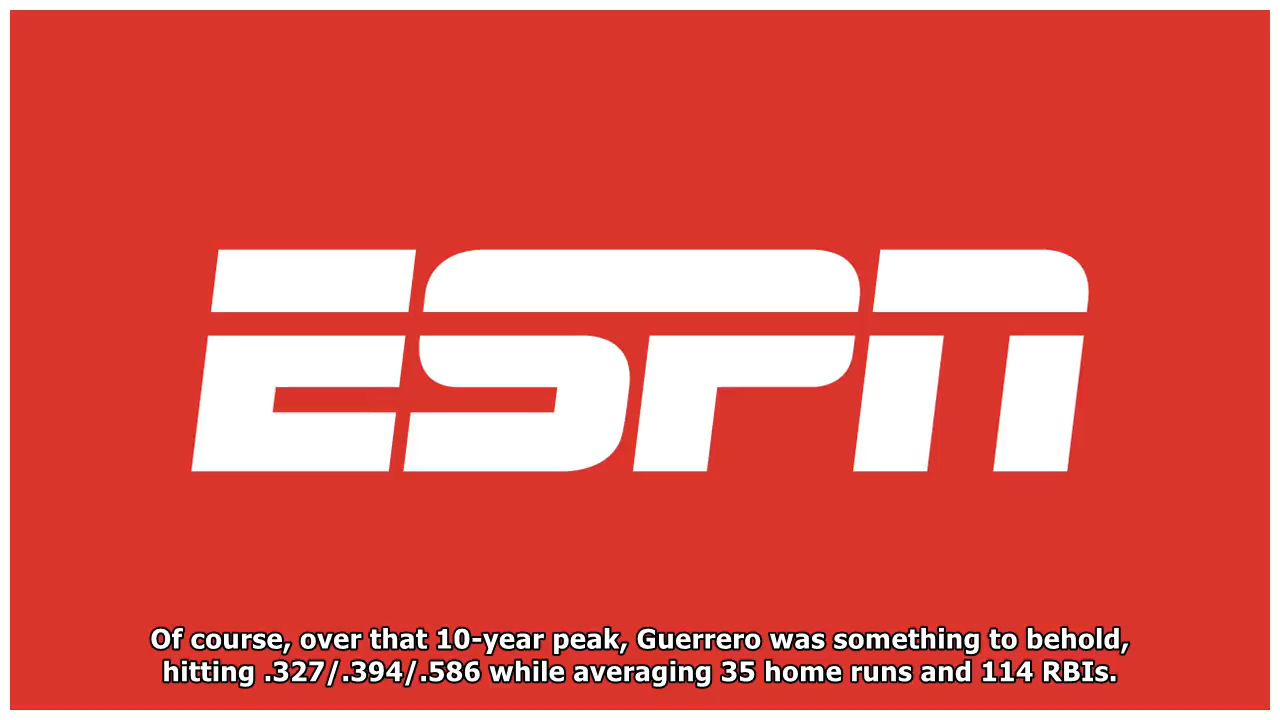 ESPN
Of course, over that 10-year peak, Guerrero was something to behold,
hitting .327/.394/.586 while averaging 35 home runs and 114 RBIs.